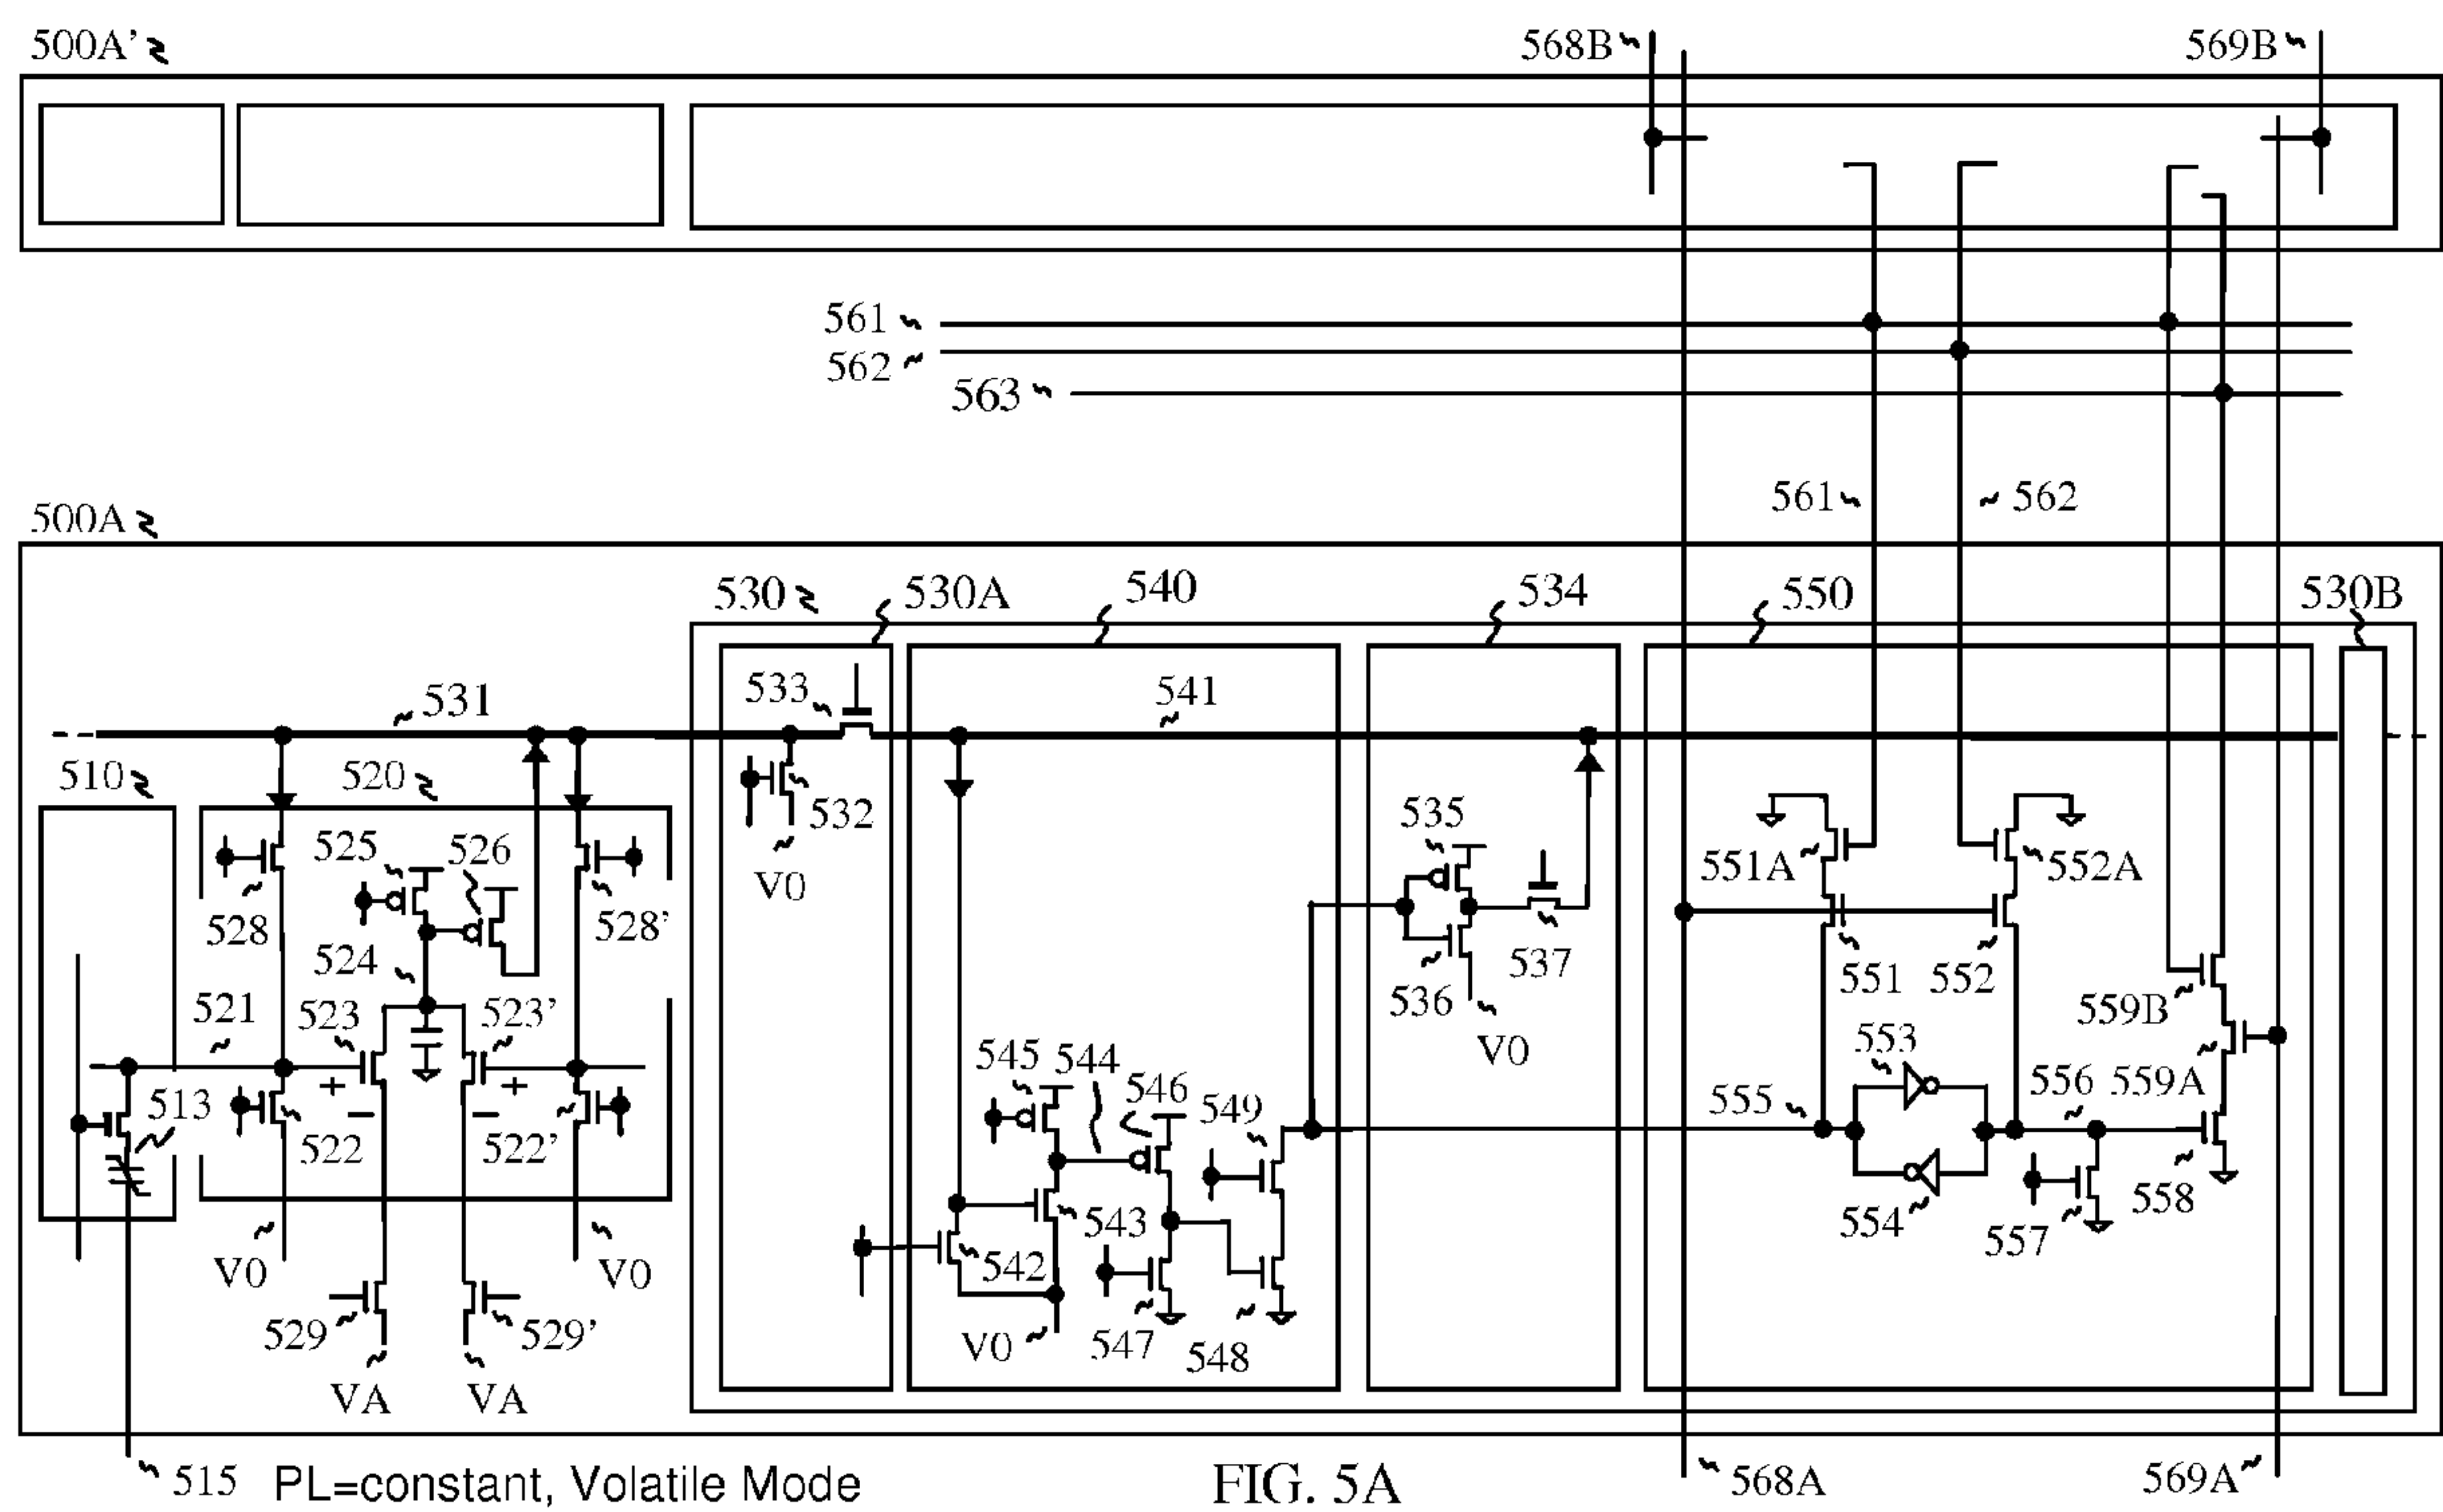 500A’
568B
569B
561
562
563
561
562
500A
530
530A
540
534
550
530B
531
533
541
510
520
532
V0
535
551A
552A
525
526
528
528’
524
537
551
552
536
V0
559B
521
523
523’
553
545
544
546
549
555
556
559A
513
+
−
−
+
522
522’
543
542
554
557
558
V0
V0
529
529’
V0
547
548
VA
VA
515
PL=constant, Volatile Mode
FIG. 5A
568A
569A